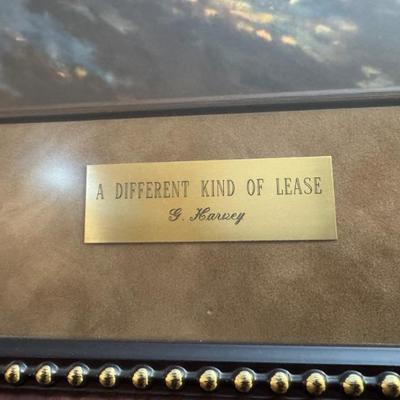 A DIFFERENT KIND OF LEASE
G. Harvey